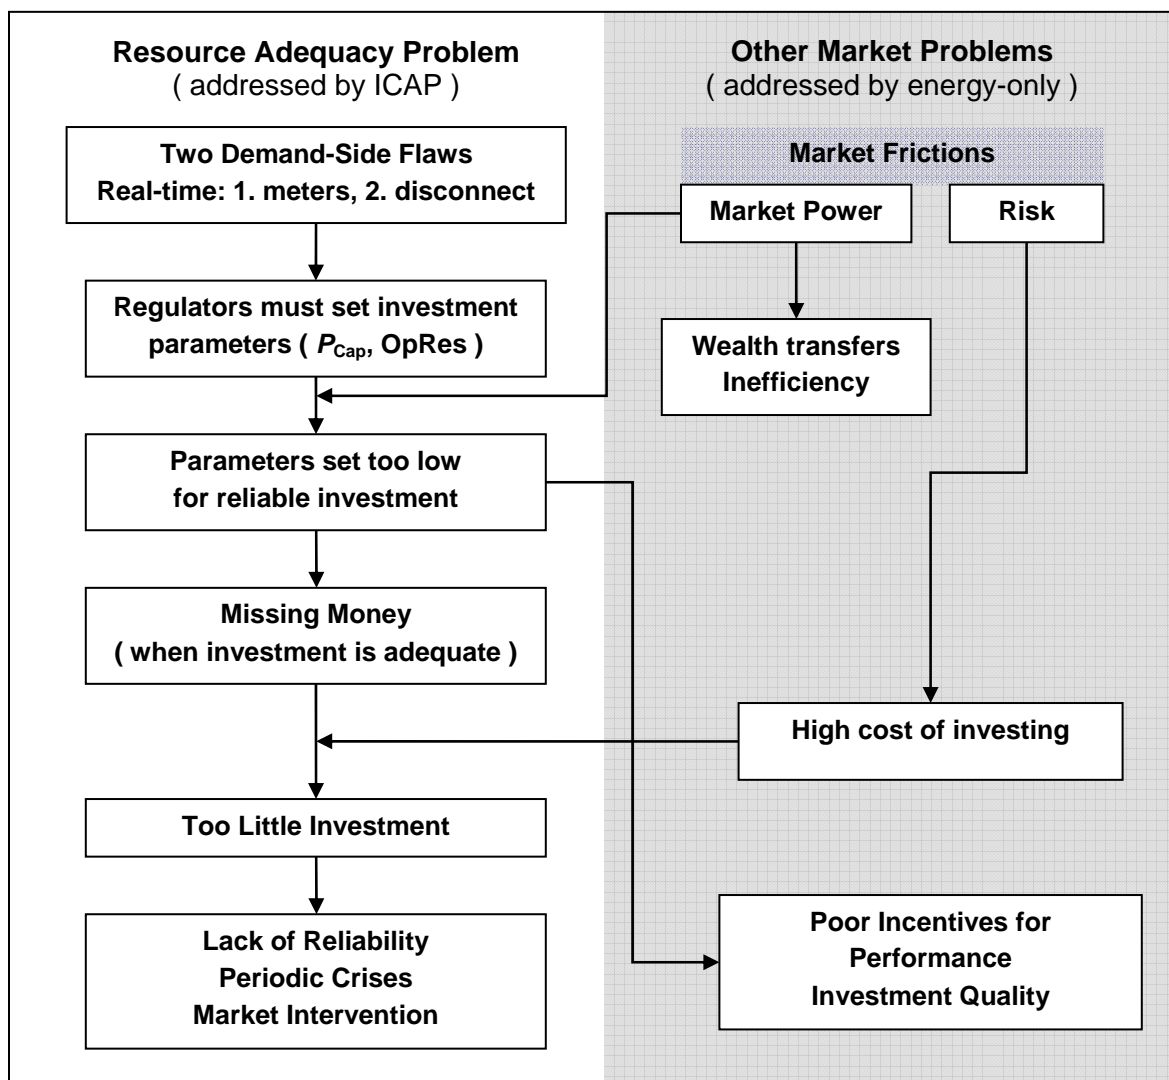 Resource Adequacy Problem
( addressed by ICAP )
Two Demand-Side Flaws
Real-time: 1. meters, 2. disconnect
Regulators must set investment
parameters ( PCap, OpRes )
Parameters set too low
for reliable investment
Missing Money
( when investment is adequate )
Too Little Investment
Lack of Reliability
Periodic Crises
Market Intervention
Other Market Problems
( addressed by energy-only )
Market Frictions
Market Power
Risk
Wealth transfers
Inefficiency
High cost of investing
Poor Incentives for
Performance
Investment Quality